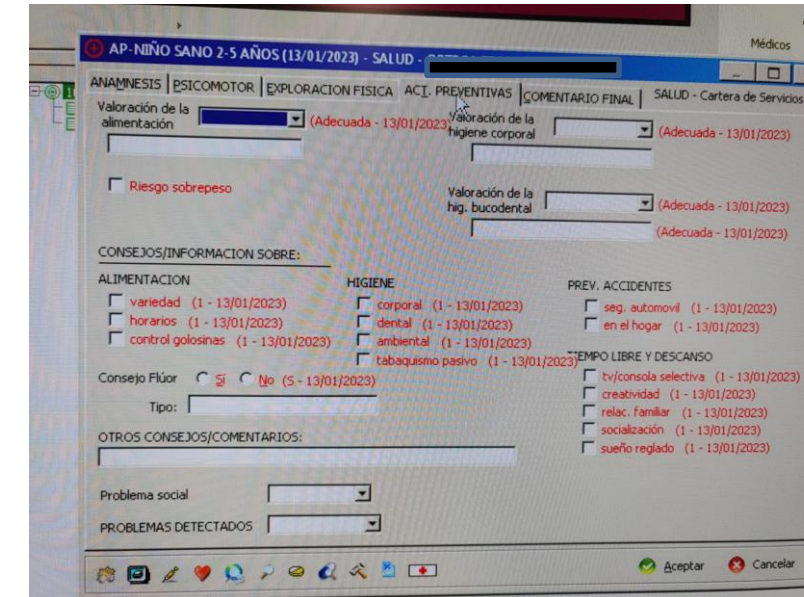 Médicos
AP-NIÑO SANO 2-5 AÑOS (13/01/2023) - SALUD -
ANAMNESIS PSICOMOTOR EXPLORACION FISICA ACT. PREVENTIVAS COMENTARIO FINAL SALUD - Cartera de Servicios
Valoración de la
alimentación (Adecuada - 13/01/2023)
Valoración de la
higiene corporal (Adecuada - 13/01/2023)
Riesgo sobrepeso
Valoración de la
hig. bucodental (Adecuada - 13/01/2023)
(Adecuada - 13/01/2023)
CONSEJOS/INFORMACION SOBRE:
ALIMENTACION
variedad (1 - 13/01/2023)
horarios (1 - 13/01/2023)
control golosinas (1 - 13/01/2023)
HIGIENE
corporal (1 - 13/01/2023)
dental (1 - 13/01/2023)
ambiental (1 - 13/01/2023)
tabaquismo pasivo (1 - 13/01/2023)
PREV. ACCIDENTES
seg. automovil (1 - 13/01/2023)
en el hogar (1 - 13/01/2023)
TIEMPO LIBRE Y DESCANSO
tv/consola selectiva (1 - 13/01/2023)
creatividad (1 - 13/01/2023)
relac. familiar (1 - 13/01/2023)
socialización (1 - 13/01/2023)
sueño reglado (1 - 13/01/2023)
Consejo Flúor Sí No (S - 13/01/2023)
Tipo:
OTROS CONSEJOS/COMENTARIOS:
Problema social
PROBLEMAS DETECTADOS
Aceptar Cancelar